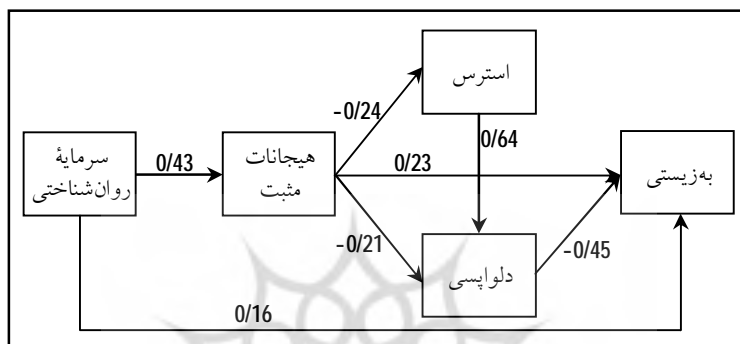 استرس
-0/24
0/64
سرمایهٔ
روان‌شناختی
0/43
هیجانات
مثبت
0/23
به‌زیستی
-0/21
دلواپسی
-0/45
0/16